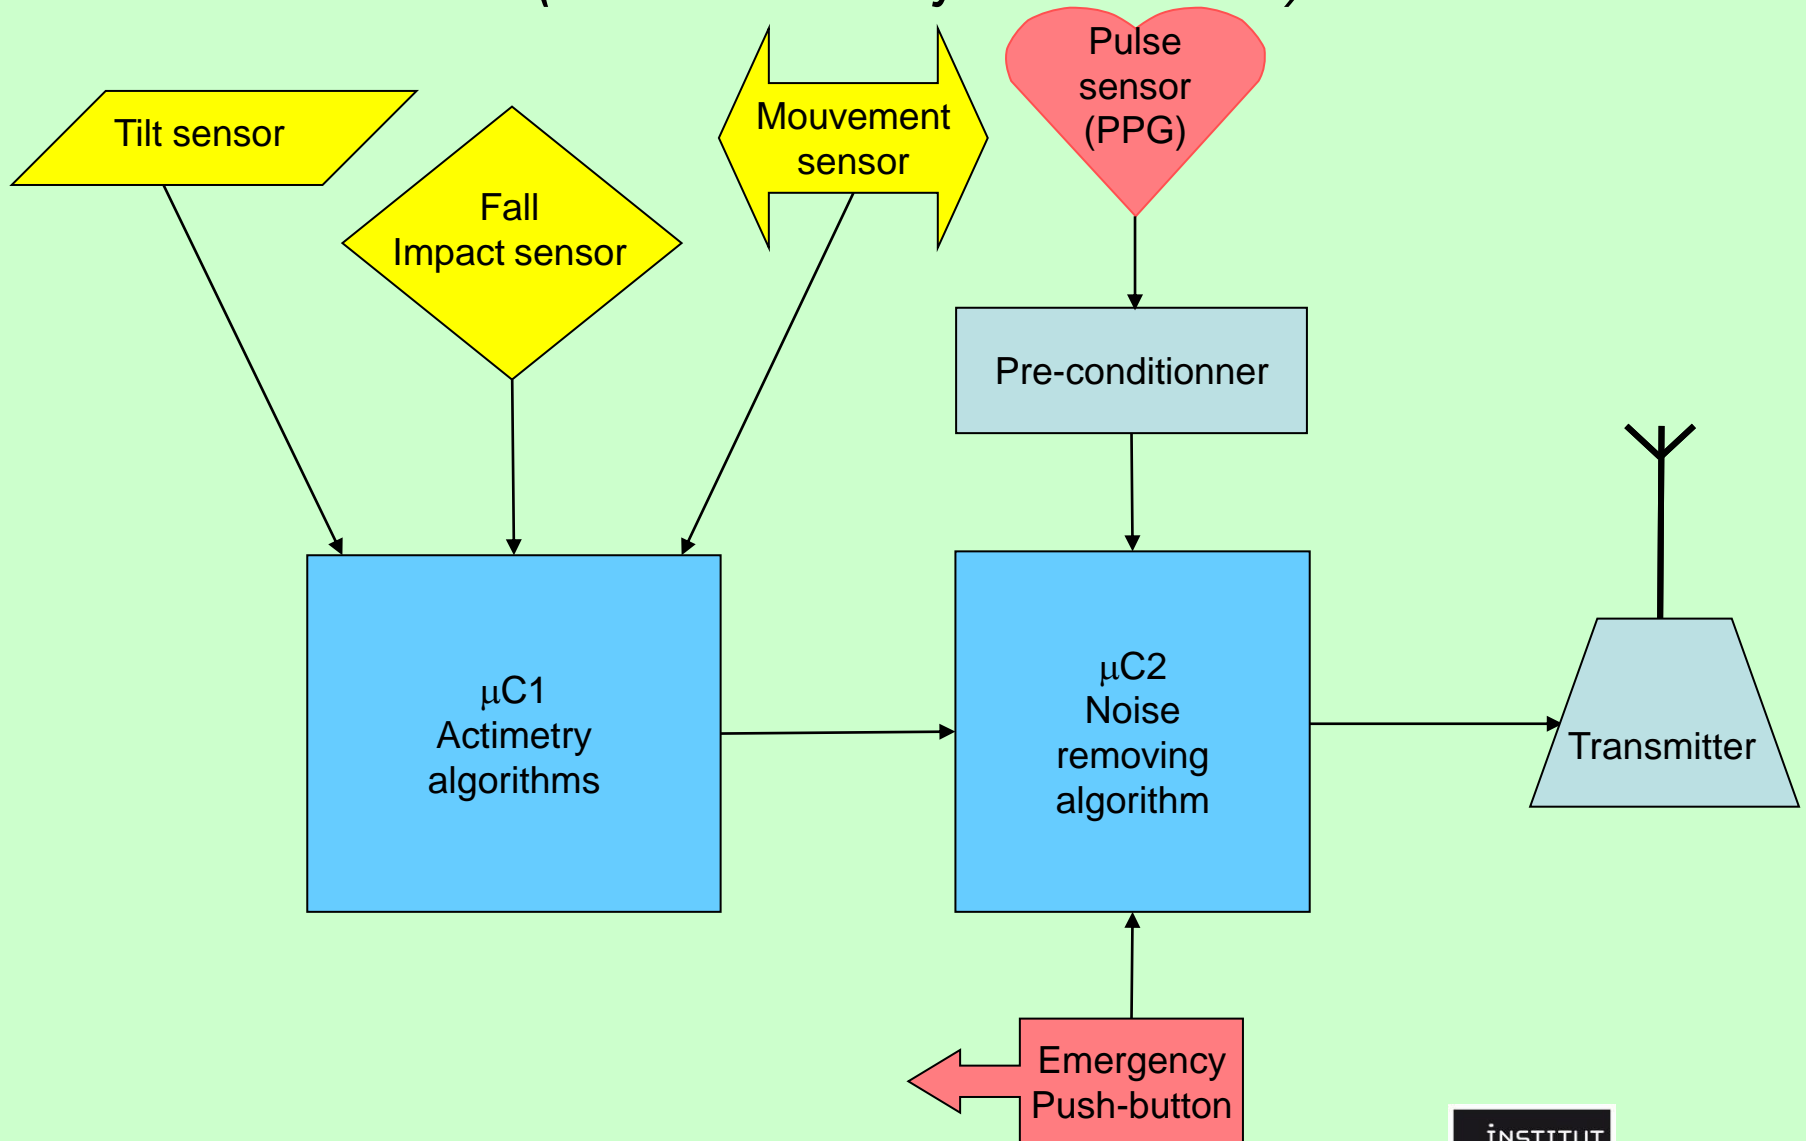 Tilt sensor
Fall
Impact sensor
Mouvement
sensor
Pulse
sensor
(PPG)
Pre-conditionner
μC1
Actimetry
algorithms
μC2
Noise
removing
algorithm
Transmitter
Emergency
Push-button
INSTITUT